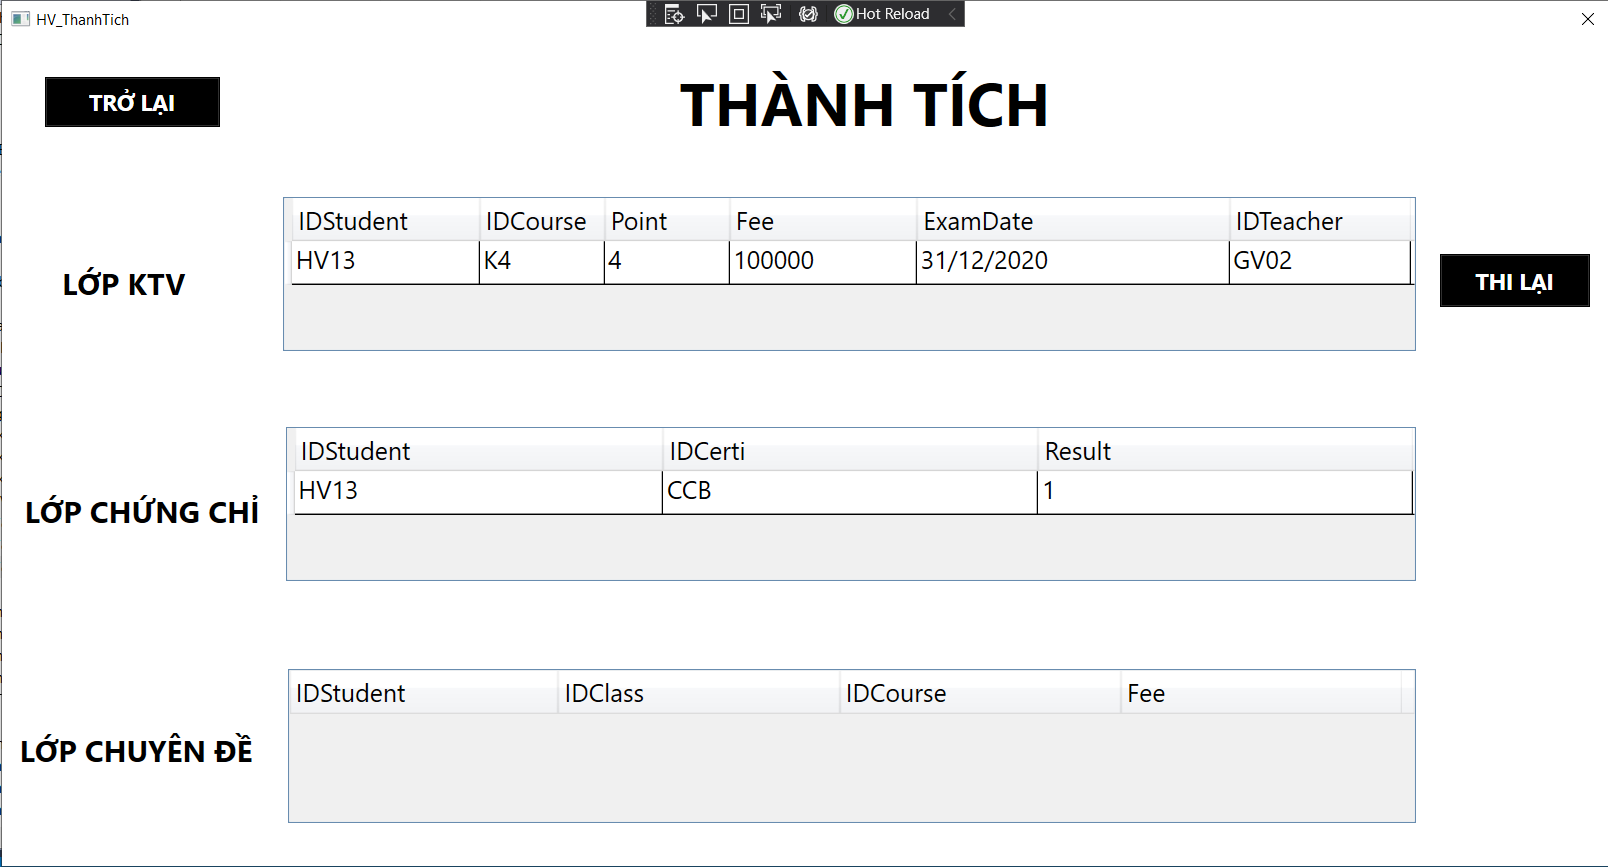 HV_ThanhTich
Hot Reload
TRỞ LẠI
THÀNH TÍCH
IDStudent IDCourse Point Fee ExamDate IDTeacher
HV13 K4 4 100000 31/12/2020 GV02
LỚP KTV
THI LẠI
IDStudent IDCerti Result
HV13 CCB 1
LỚP CHỨNG CHỈ
IDStudent IDClass IDCourse Fee
LỚP CHUYÊN ĐỀ